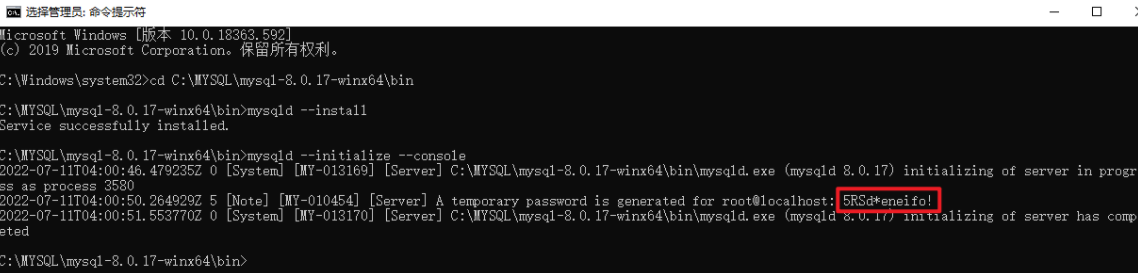 选择管理员: 命令提示符
Microsoft Windows [版本 10.0.18363.592]
(c) 2019 Microsoft Corporation。保留所有权利。
C:\Windows\system32>cd C:\MYSQL\mysql-8.0.17-winx64\bin
C:\MYSQL\mysql-8.0.17-winx64\bin>mysqld --install
Service successfully installed.
C:\MYSQL\mysql-8.0.17-winx64\bin>mysqld --initialize --console
2022-07-11T04:00:46.479235Z 0 [System] [MY-013169] [Server] C:\MYSQL\mysql-8.0.17-winx64\bin\mysqld.exe (mysqld 8.0.17) initializing of server in progr
ess as process 3580
2022-07-11T04:00:50.264929Z 5 [Note] [MY-010454] [Server] A temporary password is generated for root@localhost: 5RSd*eneifo!
2022-07-11T04:00:51.553770Z 0 [System] [MY-013170] [Server] C:\MYSQL\mysql-8.0.17-winx64\bin\mysqld.exe (mysqld 8.0.17) initializing of server has comp
eted
C:\MYSQL\mysql-8.0.17-winx64\bin>